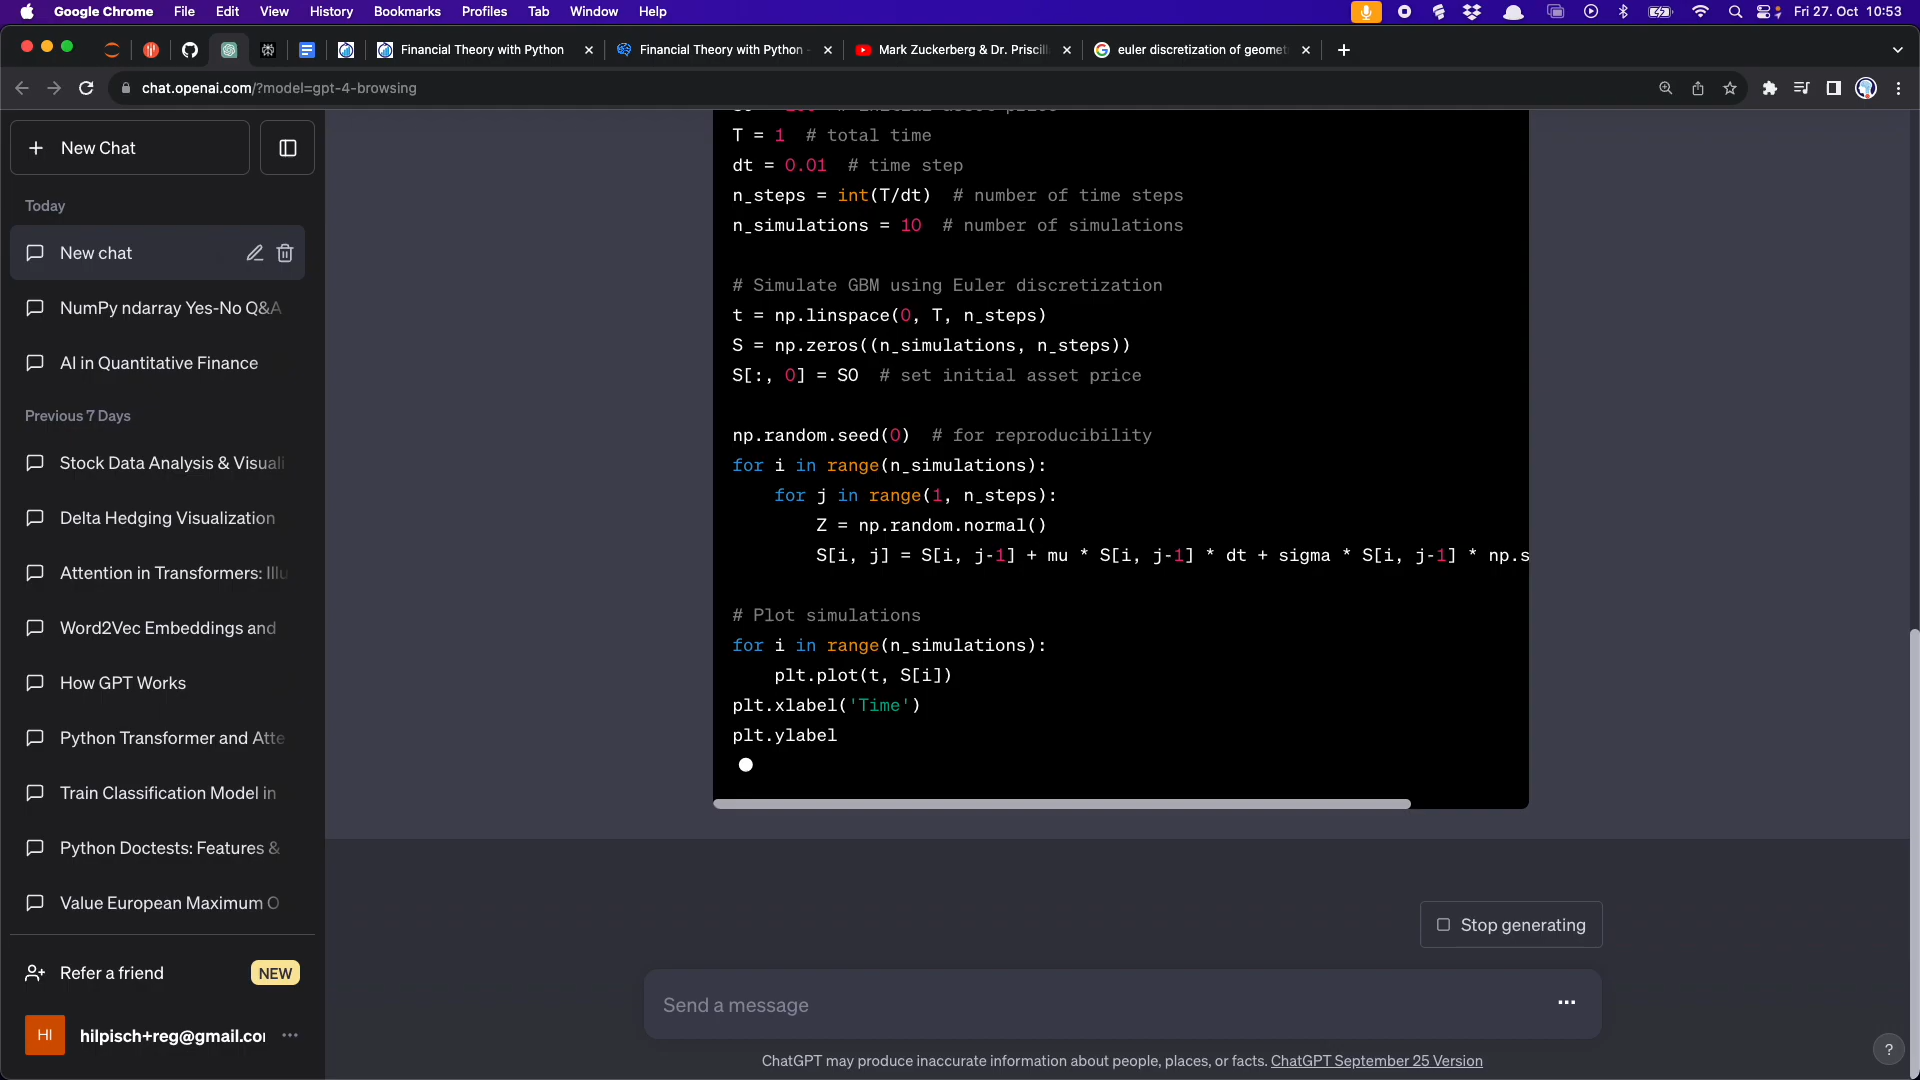 Google Chrome File Edit View History Bookmarks Profiles Tab Window Help Fri 27. Oct 10:53
Financial Theory with Python Financial Theory with Python - Mark Zuckerberg & Dr. Priscill euler discretization of geomet
chat.openai.com/?model=gpt-4-browsing
New Chat
Today
New chat
NumPy ndarray Yes-No Q&A
AI in Quantitative Finance
Previous 7 Days
Stock Data Analysis & Visuali
Delta Hedging Visualization
Attention in Transformers: Illu
Word2Vec Embeddings and
How GPT Works
Python Transformer and Atte
Train Classification Model in
Python Doctests: Features &
Value European Maximum O
Refer a friend NEW
HI hilpisch+reg@gmail.co
T = 1 # total time
dt = 0.01 # time step
n_steps = int(T/dt) # number of time steps
n_simulations = 10 # number of simulations
# Simulate GBM using Euler discretization
t = np.linspace(0, T, n_steps)
S = np.zeros((n_simulations, n_steps))
S[:, 0] = S0 # set initial asset price
np.random.seed(0) # for reproducibility
for i in range(n_simulations):
for j in range(1, n_steps):
Z = np.random.normal()
S[i, j] = S[i, j-1] + mu * S[i, j-1] * dt + sigma * S[i, j-1] * np.s
# Plot simulations
for i in range(n_simulations):
plt.plot(t, S[i])
plt.xlabel('Time')
plt.ylabel
Stop generating
Send a message
ChatGPT may produce inaccurate information about people, places, or facts. ChatGPT September 25 Version
?